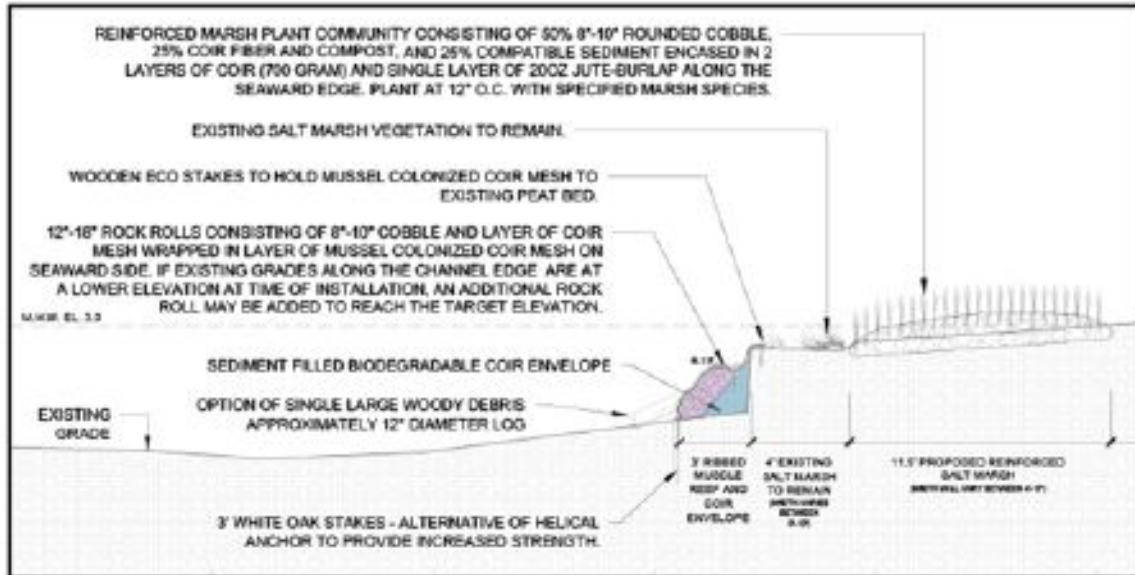 REINFORCED MARSH PLANT COMMUNITY CONSISTING OF 50% 8"-10" ROUNDED COBBLE,
25% COIR FIBER AND COMPOST, AND 25% COMPATIBLE SEDIMENT ENCASED IN 2
LAYERS OF COIR (700 GRAM) AND SINGLE LAYER OF 20OZ JUTE-BURLAP ALONG THE
SEAWARD EDGE. PLANT AT 12" O.C. WITH SPECIFIED MARSH SPECIES.
EXISTING SALT MARSH VEGETATION TO REMAIN.
WOODEN ECO STAKES TO HOLD MUSSEL COLONIZED COIR MESH TO
EXISTING PEAT BED.
12"-16" ROCK ROLLS CONSISTING OF 8"-10" COBBLE AND LAYER OF COIR
MESH WRAPPED IN LAYER OF MUSSEL COLONIZED COIR MESH ON
SEAWARD SIDE. IF EXISTING GRADES ALONG THE CHANNEL EDGE ARE AT
A LOWER ELEVATION AT TIME OF INSTALLATION, AN ADDITIONAL ROCK
ROLL MAY BE ADDED TO REACH THE TARGET ELEVATION.
M.H.W. EL. 3.0
SEDIMENT FILLED BIODEGRADABLE COIR ENVELOPE
OPTION OF SINGLE LARGE WOODY DEBRIS
APPROXIMATELY 12" DIAMETER LOG
EXISTING
GRADE
3' RIBBED
MUSSLE
REEF AND
COIR
ENVELOPE
4' EXISTING
SALT MARSH
TO REMAIN
11.5' PROPOSED REINFORCED
SALT MARSH
3' WHITE OAK STAKES - ALTERNATIVE OF HELICAL
ANCHOR TO PROVIDE INCREASED STRENGTH.